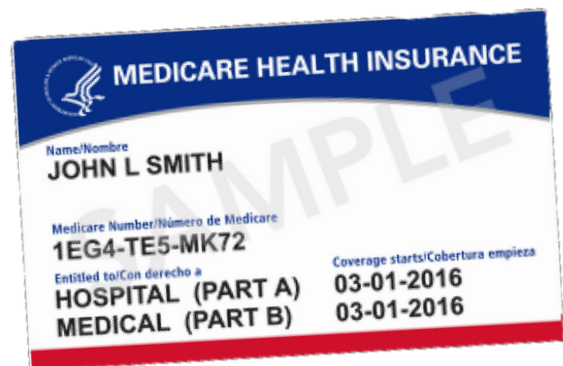 MEDICARE HEALTH INSURANCE
Name/Nombre
JOHN L SMITH
Medicare Number/Número de Medicare
1EG4-TE5-MK72
Entitled to/Con derecho a
Coverage starts/Cobertura empieza
HOSPITAL (PART A) 03-01-2016
MEDICAL (PART B) 03-01-2016
SAMPLE